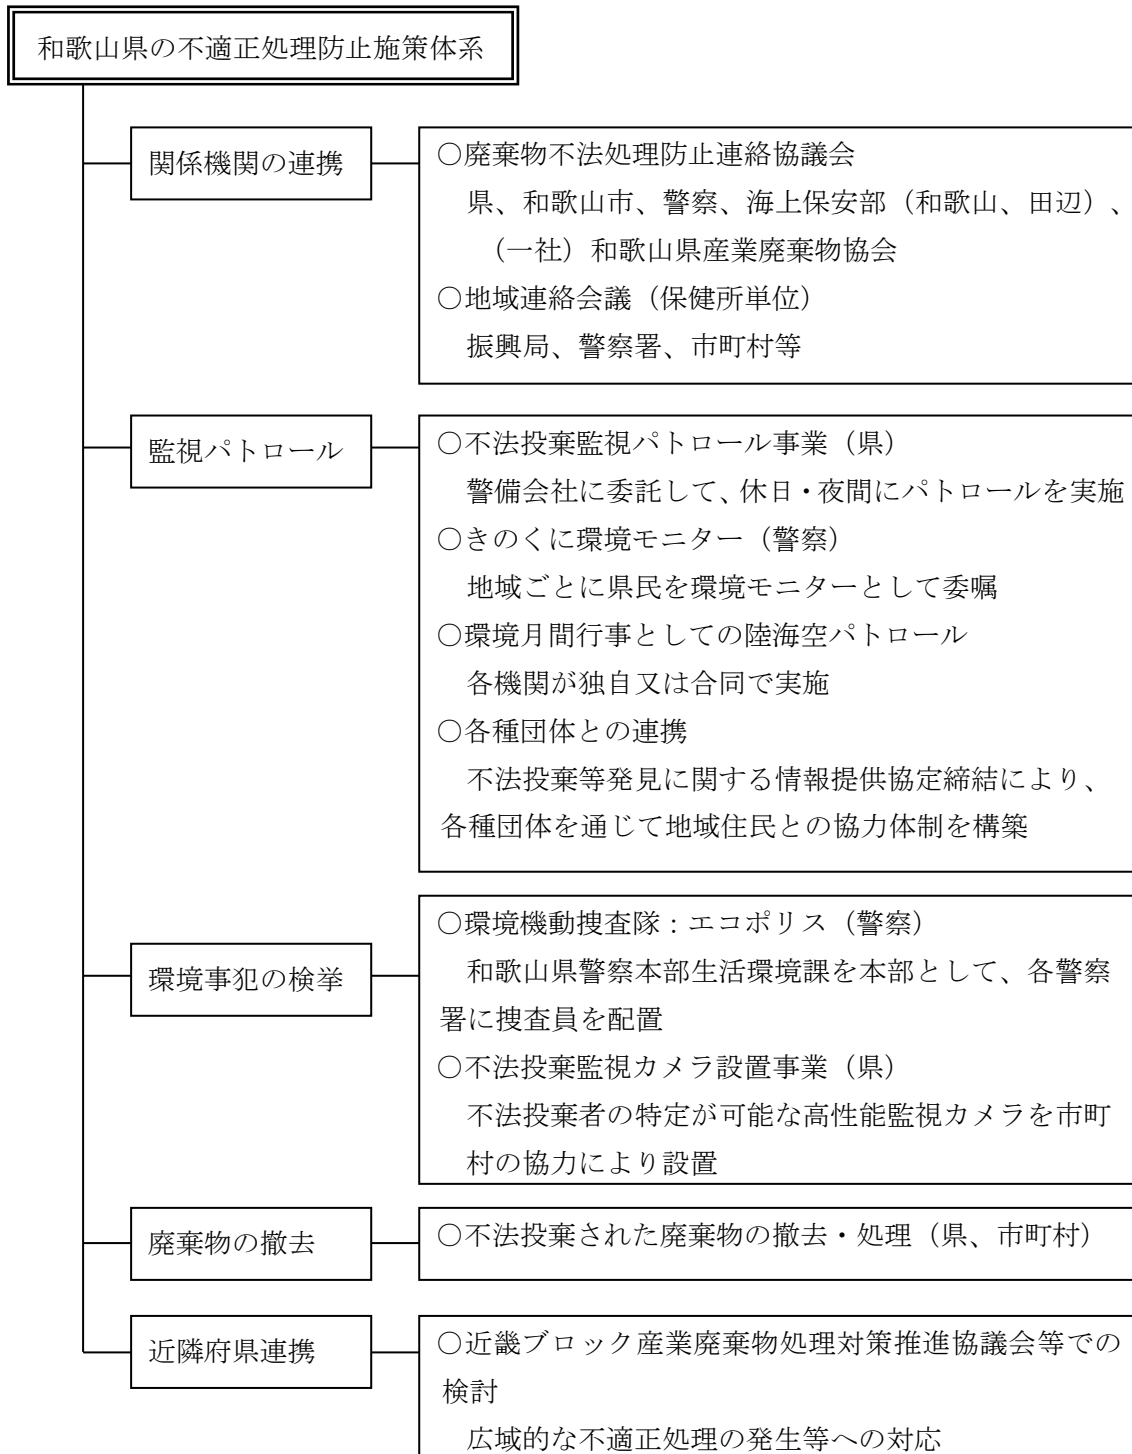 和歌山県の不適正処理防止施策体系
関係機関の連携
○廃棄物不法処理防止連絡協議会
県、和歌山市、警察、海上保安部（和歌山、田辺）、
（一社）和歌山県産業廃棄物協会
○地域連絡会議（保健所単位）
振興局、警察署、市町村等
監視パトロール
○不法投棄監視パトロール事業（県）
警備会社に委託して、休日・夜間にパトロールを実施
○きのくに環境モニター（警察）
地域ごとに県民を環境モニターとして委嘱
○環境月間行事としての陸海空パトロール
各機関が独自又は合同で実施
○各種団体との連携
不法投棄等発見に関する情報提供協定締結により、
各種団体を通じて地域住民との協力体制を構築
環境事犯の検挙
○環境機動捜査隊：エコポリス（警察）
和歌山県警察本部生活環境課を本部として、各警察
署に捜査員を配置
○不法投棄監視カメラ設置事業（県）
不法投棄者の特定が可能な高性能監視カメラを市町
村の協力により設置
廃棄物の撤去
○不法投棄された廃棄物の撤去・処理（県、市町村）
近隣府県連携
○近畿ブロック産業廃棄物処理対策推進協議会等での
検討
広域的な不適正処理の発生等への対応